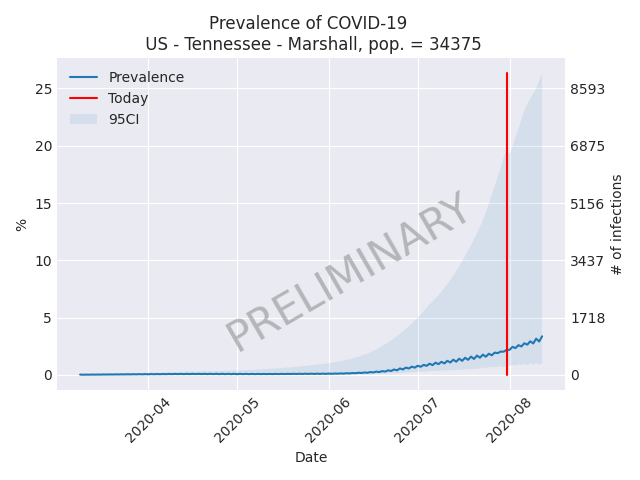 Prevalence of COVID-19
US - Tennessee - Marshall, pop. = 34375
Prevalence
Today
95CI
PRELIMINARY
25
20
15
10
5
0
%
8593
6875
5156
3437
1718
0
# of infections
2020-04
2020-05
2020-06
2020-07
2020-08
Date